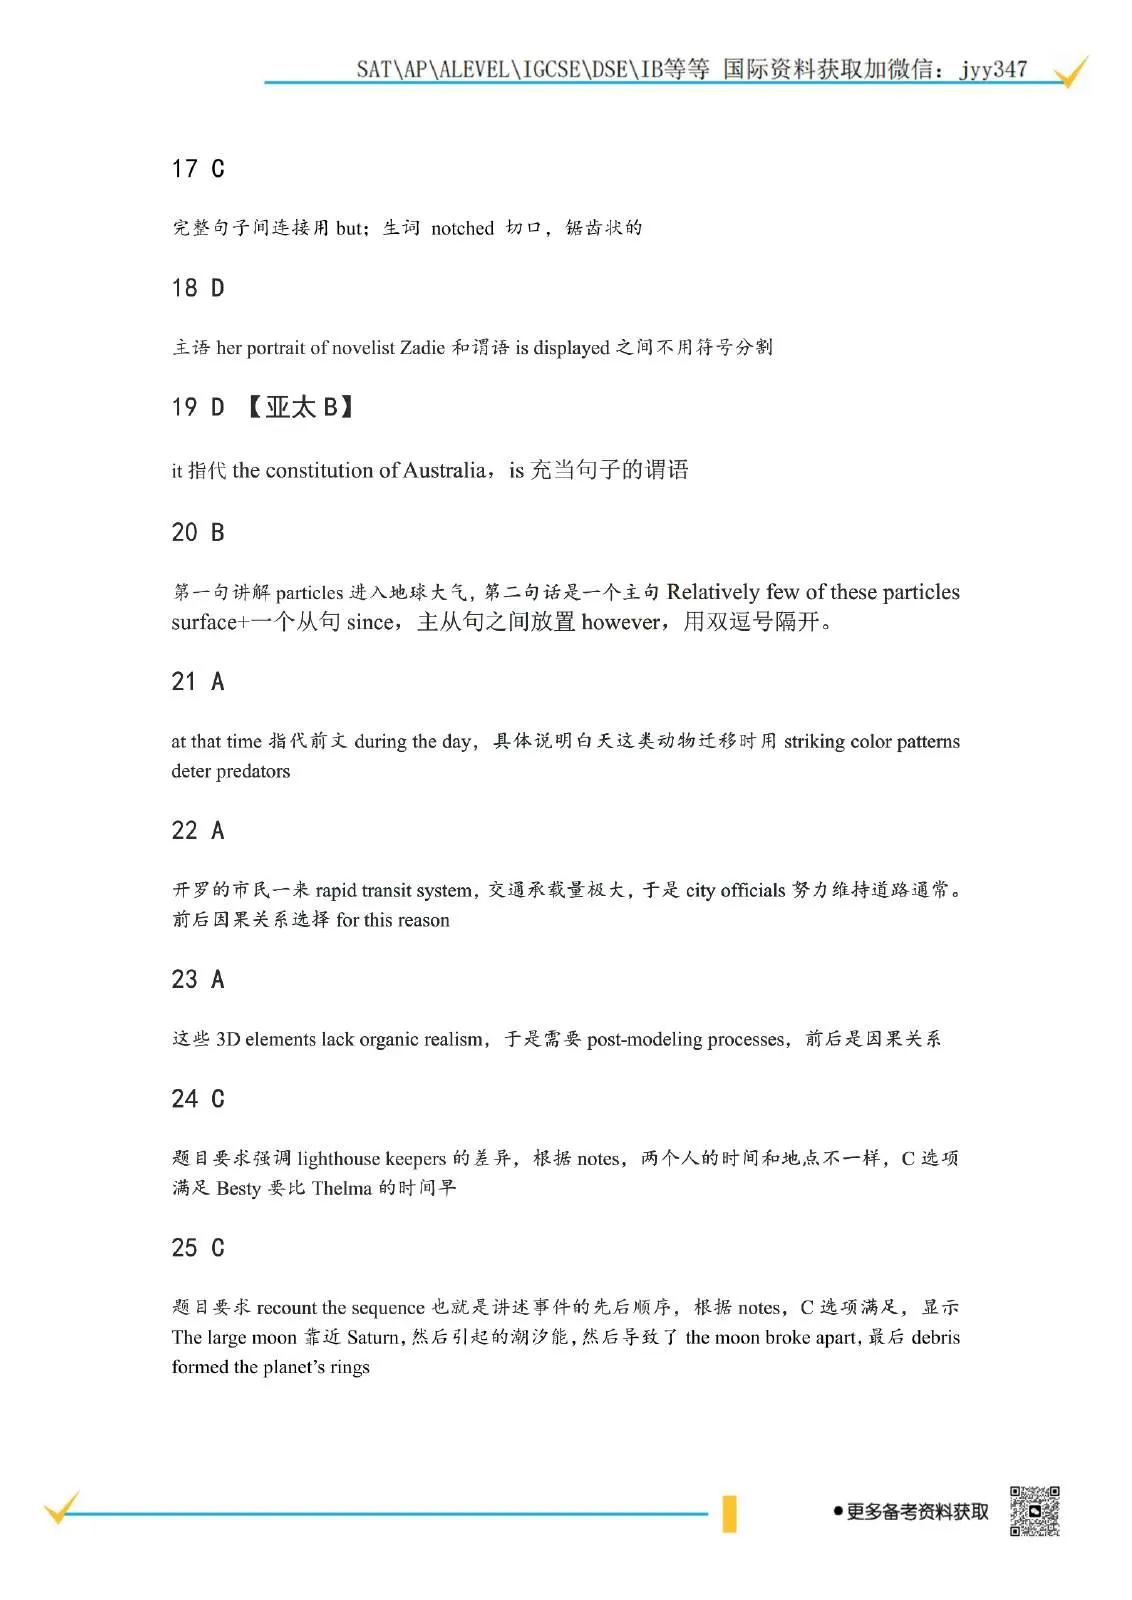 SAT\AP\ALEVEL\IGCSE\DSE\IB等等 国际资料获取加微信：jyy347
17 C
完整句子间连接用 but；生词 notched 切口，锯齿状的
18 D
主语 her portrait of novelist Zadie 和谓语 is displayed 之间不用符号分割
19 D 【亚太 B】
it 指代 the constitution of Australia，is 充当句子的谓语
20 B
第一句讲解 particles 进入地球大气，第二句话是一个主句 Relatively few of these particles
surface+一个从句 since，主从句之间放置 however，用双逗号隔开。
21 A
at that time 指代前文 during the day，具体说明白天这类动物迁移时用 striking color patterns
deter predators
22 A
开罗的市民一来 rapid transit system，交通承载量极大，于是 city officials 努力维持道路通常。
前后因果关系选择 for this reason
23 A
这些 3D elements lack organic realism，于是需要 post-modeling processes，前后是因果关系
24 C
题目要求强调 lighthouse keepers 的差异，根据 notes，两个人的时间和地点不一样，C 选项
满足 Besty 要比 Thelma 的时间早
25 C
题目要求 recount the sequence 也就是讲述事件的先后顺序，根据 notes，C 选项满足，显示
The large moon 靠近 Saturn，然后引起的潮汐能，然后导致了 the moon broke apart，最后 debris
formed the planet’s rings
●更多备考资料获取